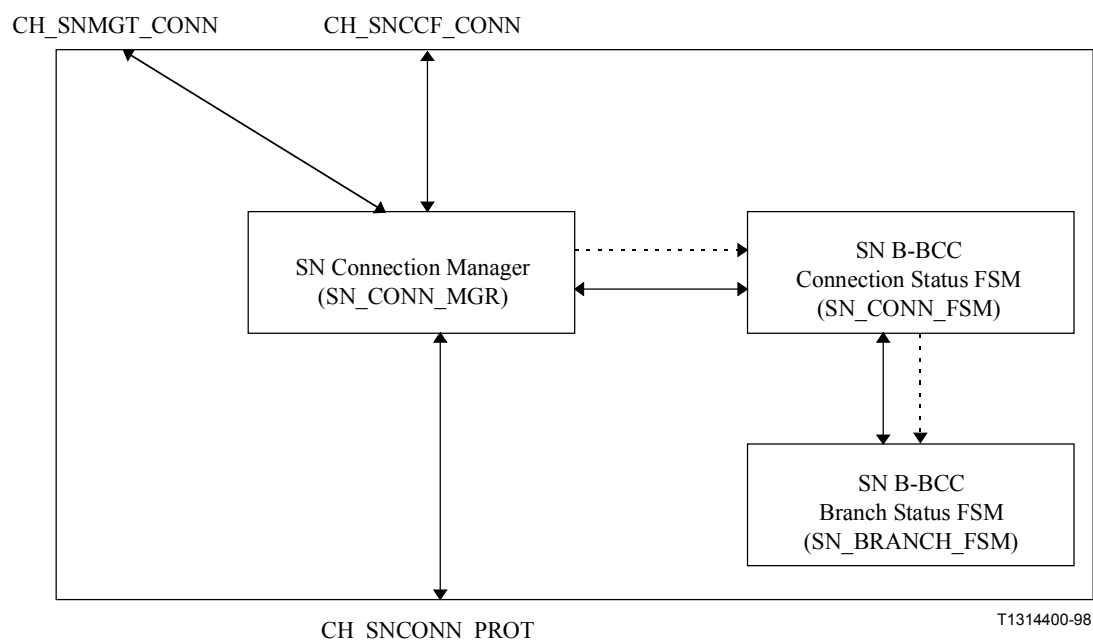 CH_SNMGT_CONN
CH_SNCCF_CONN
SN Connection Manager
(SN_CONN_MGR)
SN B-BCC
Connection Status FSM
(SN_CONN_FSM)
SN B-BCC
Branch Status FSM
(SN_BRANCH_FSM)
CH_SNCONN_PROT
T1314400-98